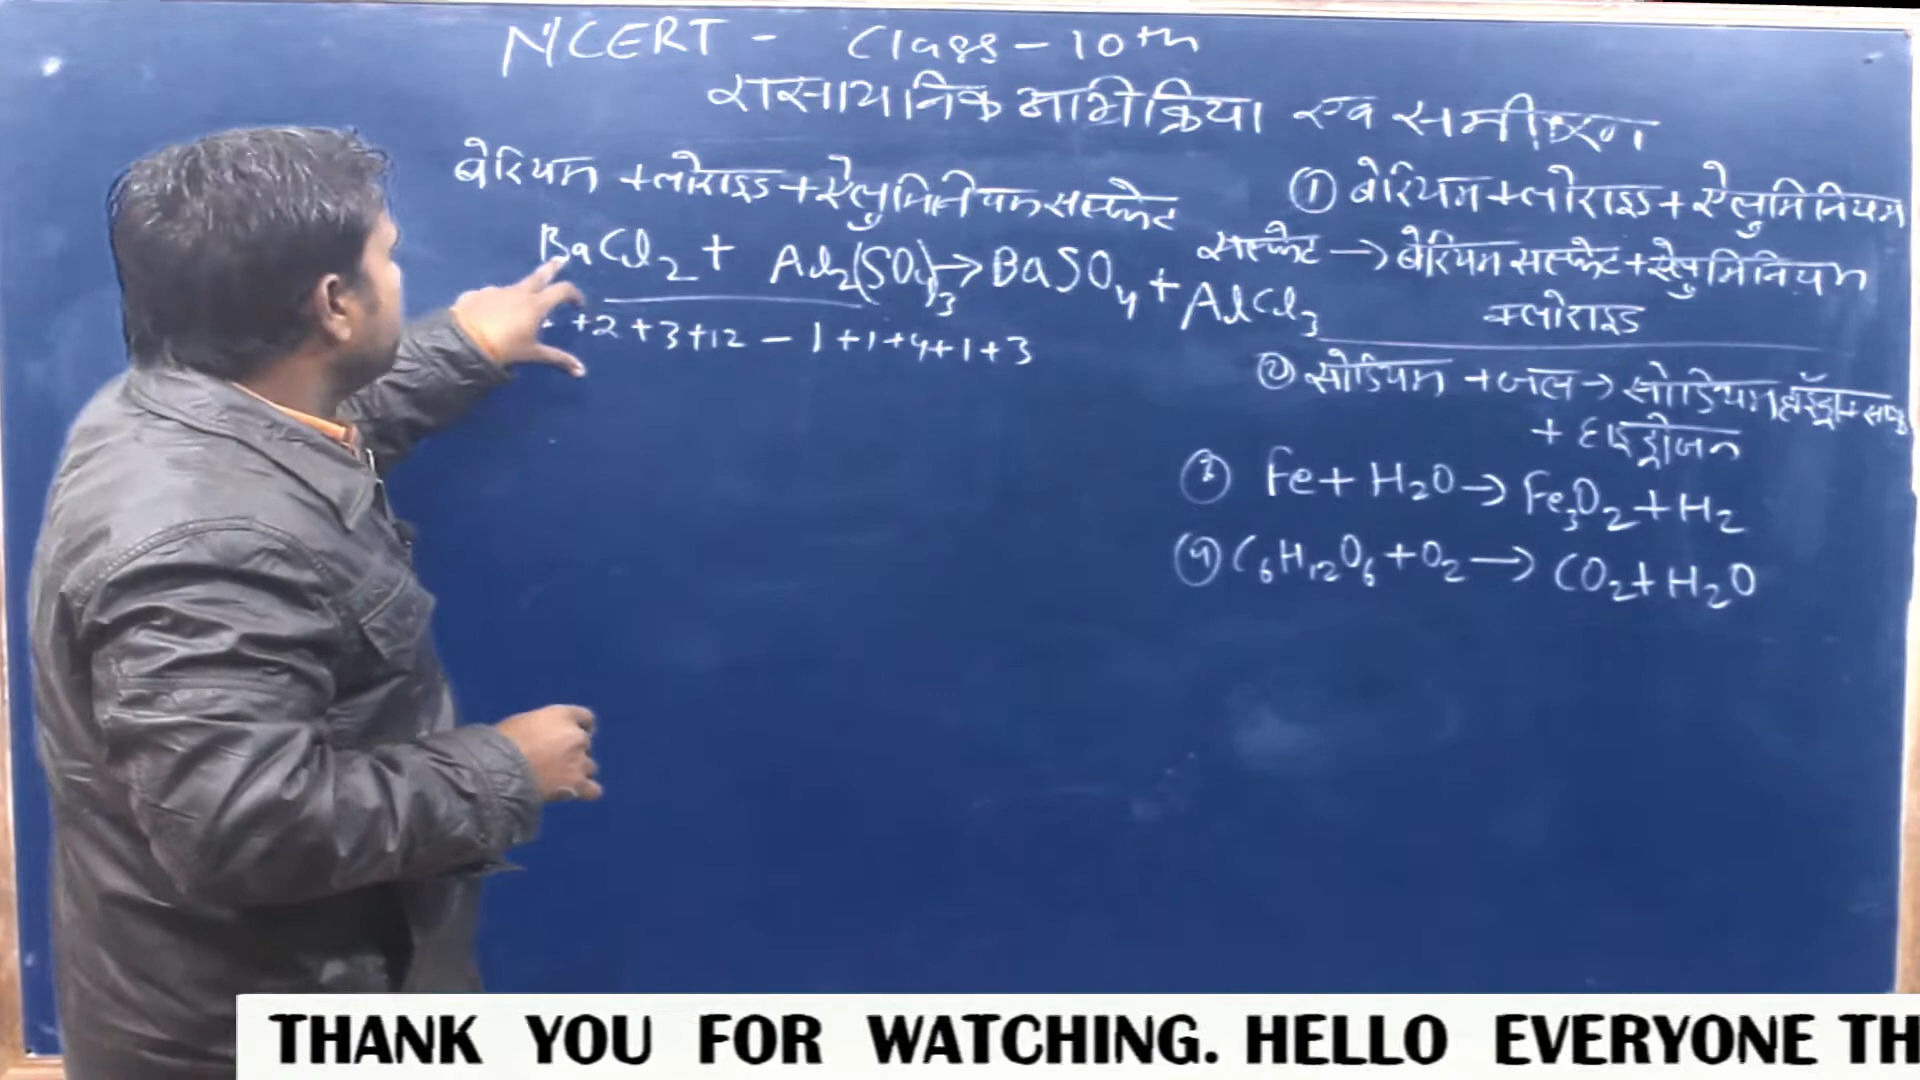 NCERT - Class - 10th
रासायनिक अभिक्रिया एवं समीकरण
बेरियम क्लोराइड + ऐलुमिनियम सल्फेट
BaCl2 + Al2(SO4)3 → BaSO4 + AlCl3
+2+3+12 - 1+1+4+1+3
① बेरियम क्लोराइड + ऐलुमिनियम
सल्फेट → बेरियम सल्फेट + ऐलुमिनियम
क्लोराइड
② सोडियम + जल → सोडियम
+ हाइड्रोजन
③ Fe + H2O → Fe3O2 + H2
④ C6H12O6 + O2 → CO2 + H2O
THANK YOU FOR WATCHING. HELLO EVERYONE TH